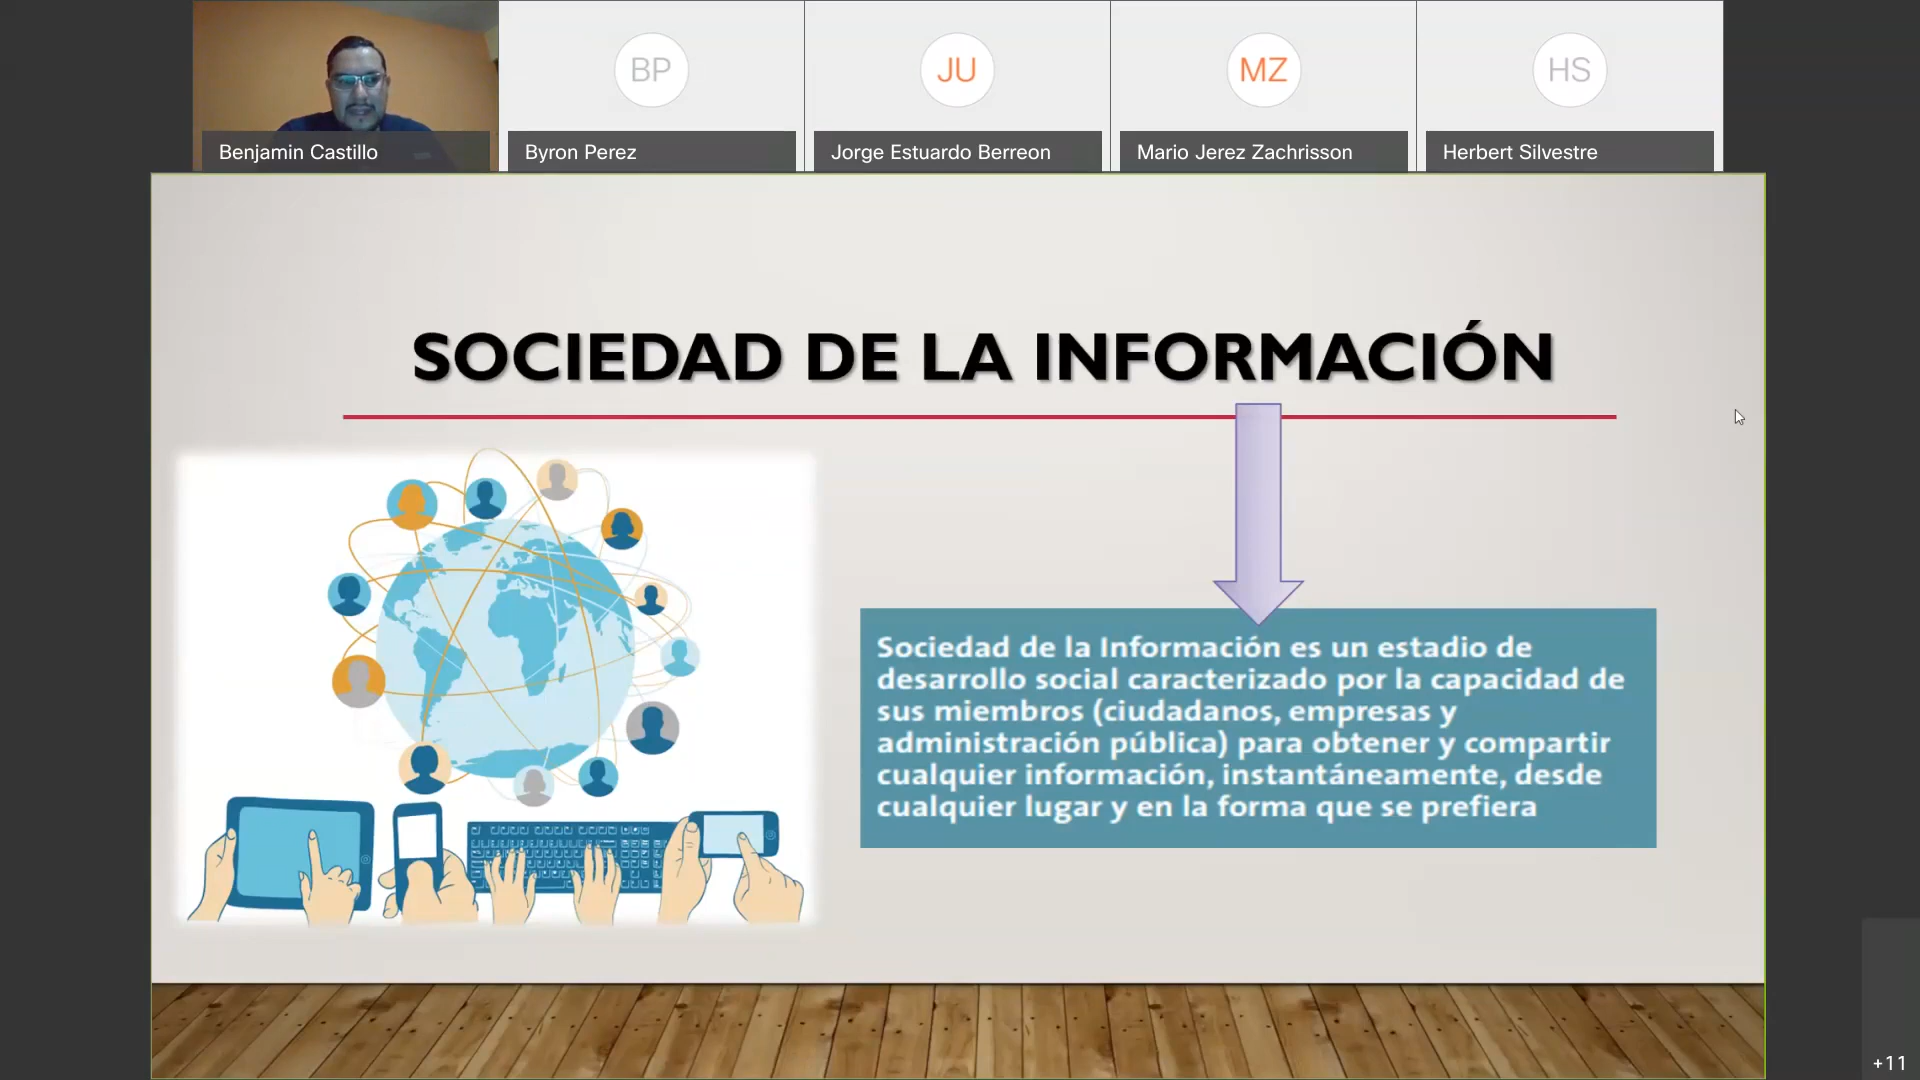 BP
JU
MZ
HS
Benjamin Castillo
Byron Perez
Jorge Estuardo Berreon
Mario Jerez Zachrisson
Herbert Silvestre
SOCIEDAD DE LA INFORMACIÓN
Sociedad de la Información es un estadio de
desarrollo social caracterizado por la capacidad de
sus miembros (ciudadanos, empresas y
administración pública) para obtener y compartir
cualquier información, instantáneamente, desde
cualquier lugar y en la forma que se prefiera
+11